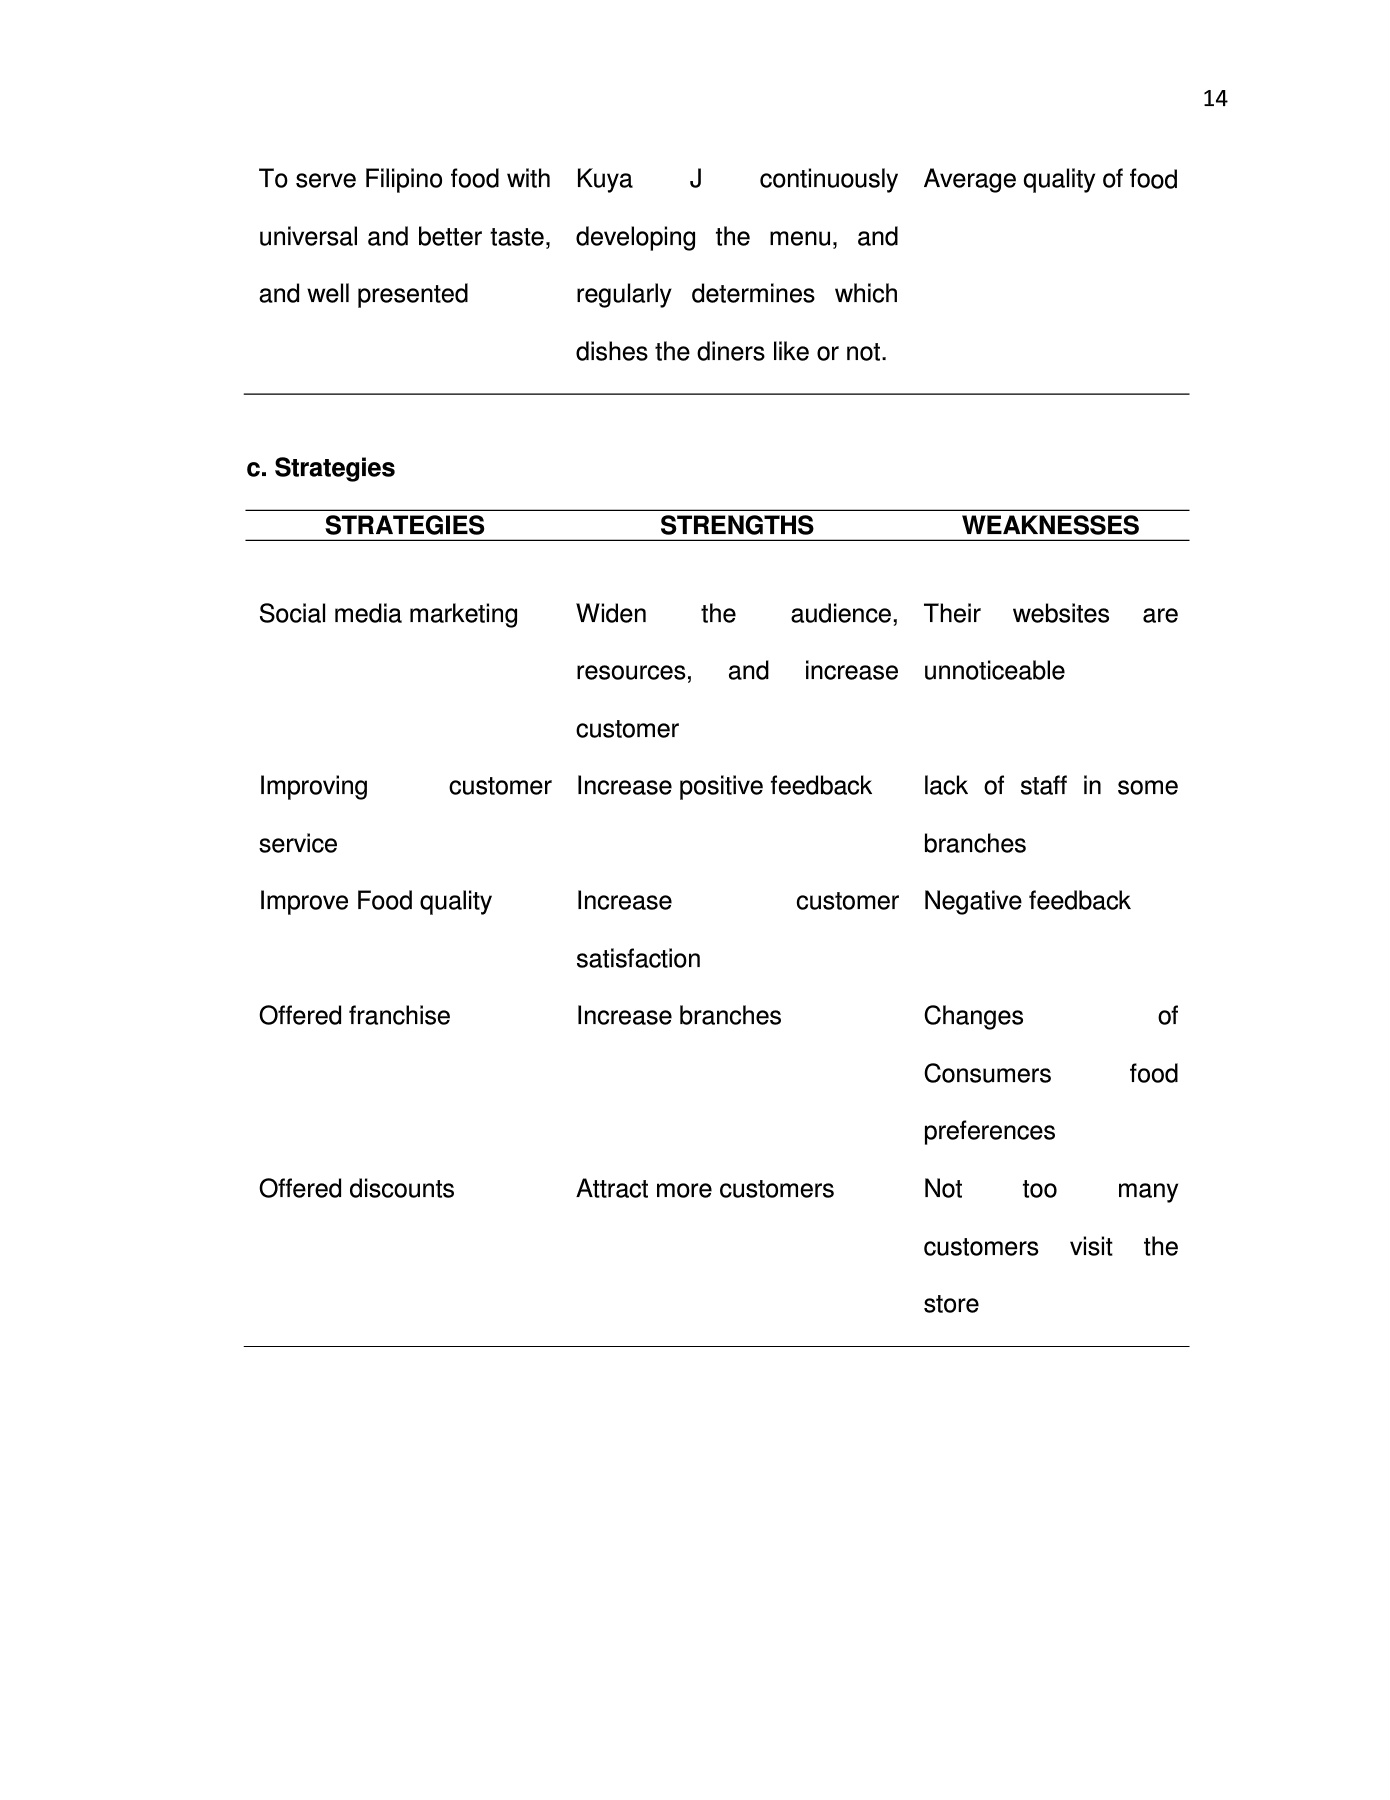 14
To serve Filipino food with Kuya J continuously Average quality of food
universal and better taste, developing the menu, and
and well presented regularly determines which
dishes the diners like or not.
c. Strategies
STRATEGIES STRENGTHS WEAKNESSES
Social media marketing Widen the audience, Their websites are
resources, and increase unnoticeable
customer
Improving customer Increase positive feedback lack of staff in some
service branches
Improve Food quality Increase customer Negative feedback
satisfaction
Offered franchise Increase branches Changes of
Consumers food
preferences
Offered discounts Attract more customers Not too many
customers visit the
store